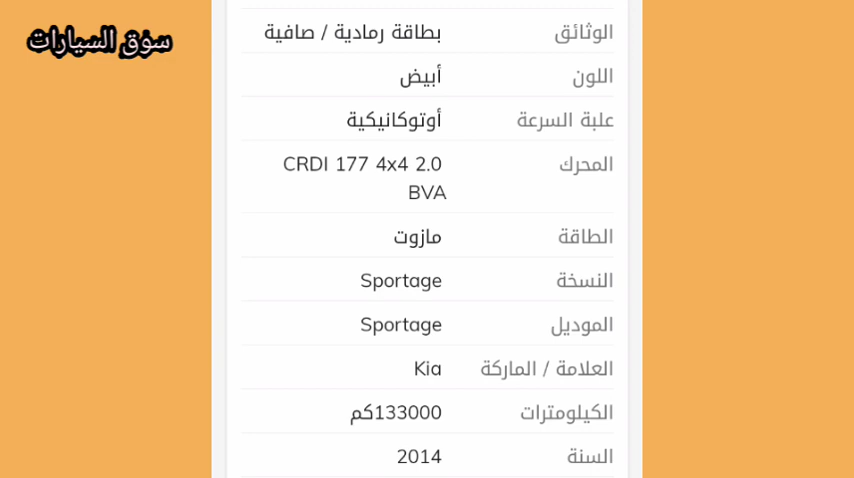 سوق السيارات
الوثائق بطاقة رمادية / صافية
اللون أبيض
علبة السرعة أوتوكانيكية
المحرك 2.0 CRDI 177 4x4
BVA
الطاقة مازوت
النسخة Sportage
الموديل Sportage
العلامة / الماركة Kia
الكيلومترات 133000كم
السنة 2014